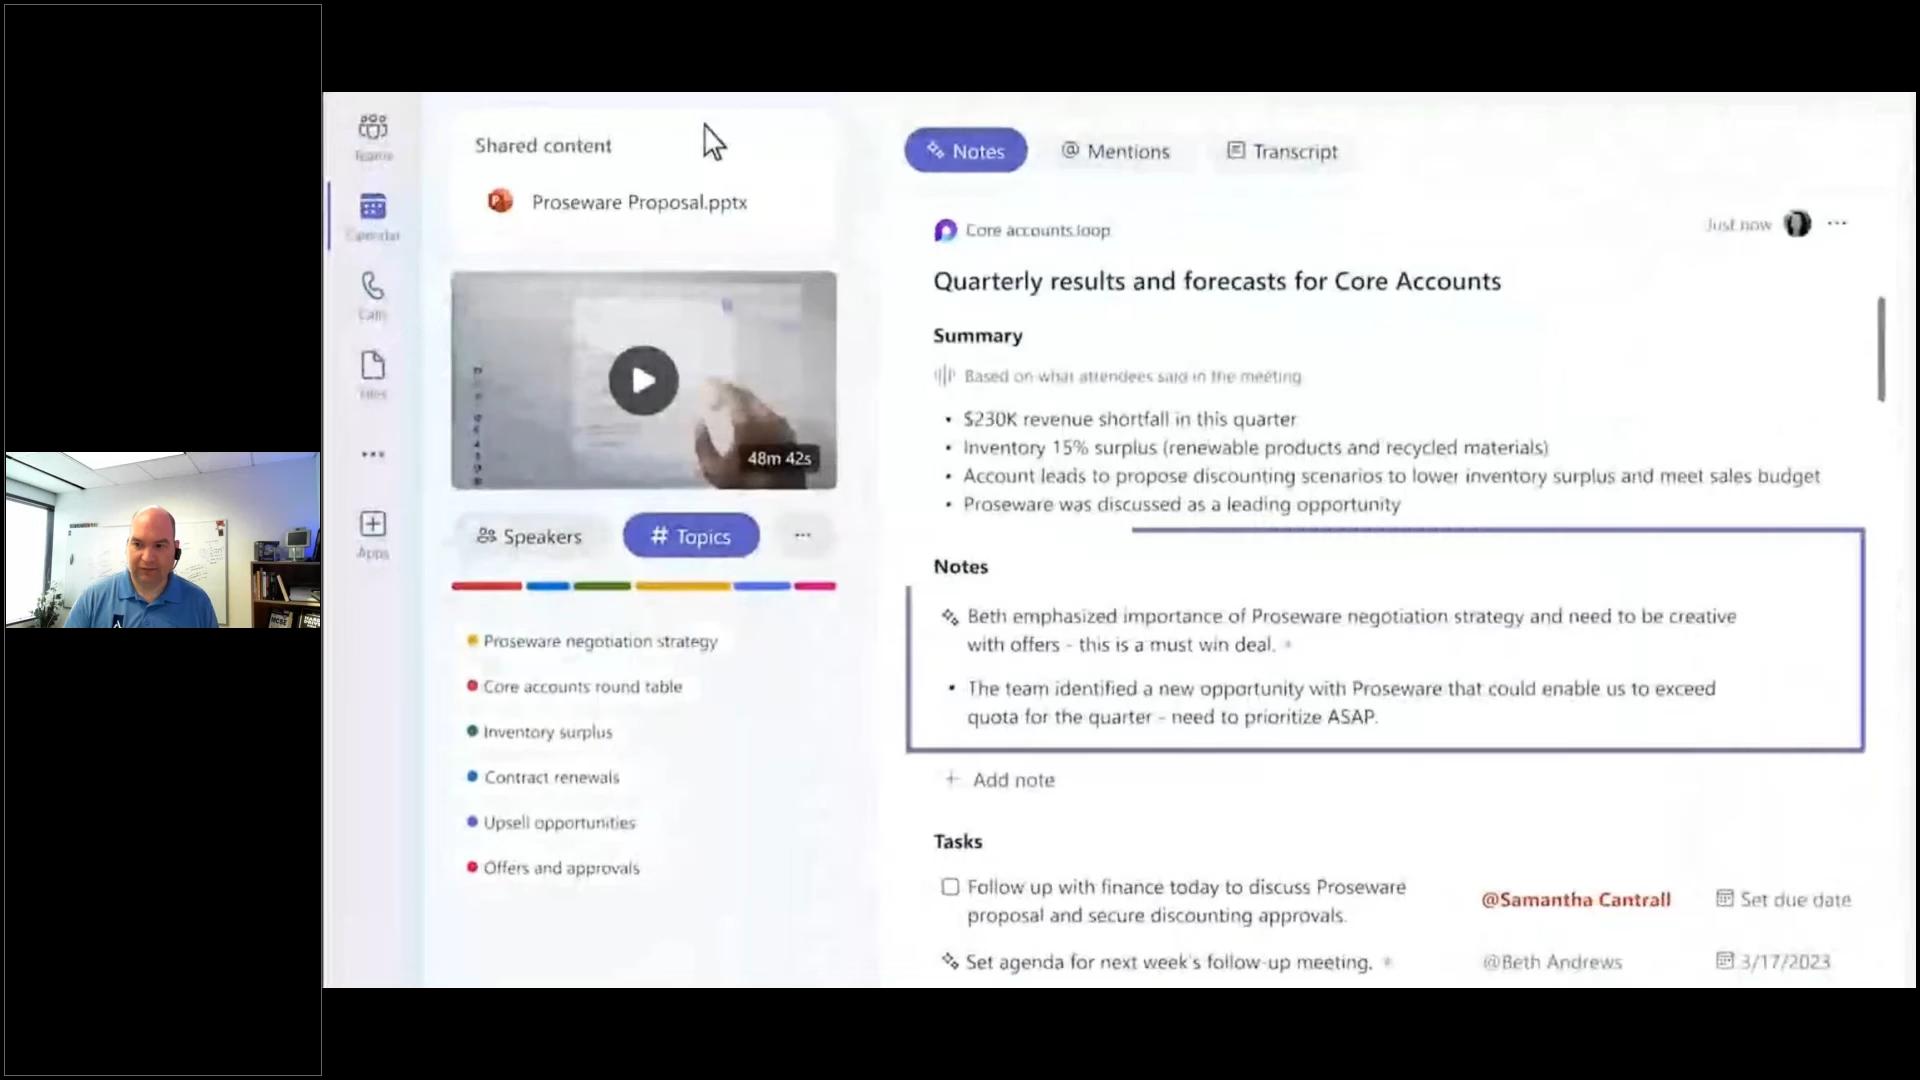 Teams
Calendar
Calls
Files
Apps
Shared content
Proseware Proposal.pptx
48m 42s
Speakers
# Topics
Proseware negotiation strategy
Core accounts round table
Inventory surplus
Contract renewals
Upsell opportunities
Offers and approvals
Notes
@ Mentions
Transcript
Core accounts.loop
Just now
Quarterly results and forecasts for Core Accounts
Summary
Based on what attendees said in the meeting
• $230K revenue shortfall in this quarter
• Inventory 15% surplus (renewable products and recycled materials)
• Account leads to propose discounting scenarios to lower inventory surplus and meet sales budget
• Proseware was discussed as a leading opportunity
Notes
Beth emphasized importance of Proseware negotiation strategy and need to be creative
with offers - this is a must win deal.
• The team identified a new opportunity with Proseware that could enable us to exceed
quota for the quarter - need to prioritize ASAP.
+ Add note
Tasks
Follow up with finance today to discuss Proseware
proposal and secure discounting approvals.
@Samantha Cantrall
Set due date
Set agenda for next week's follow-up meeting.
@Beth Andrews
3/17/2023